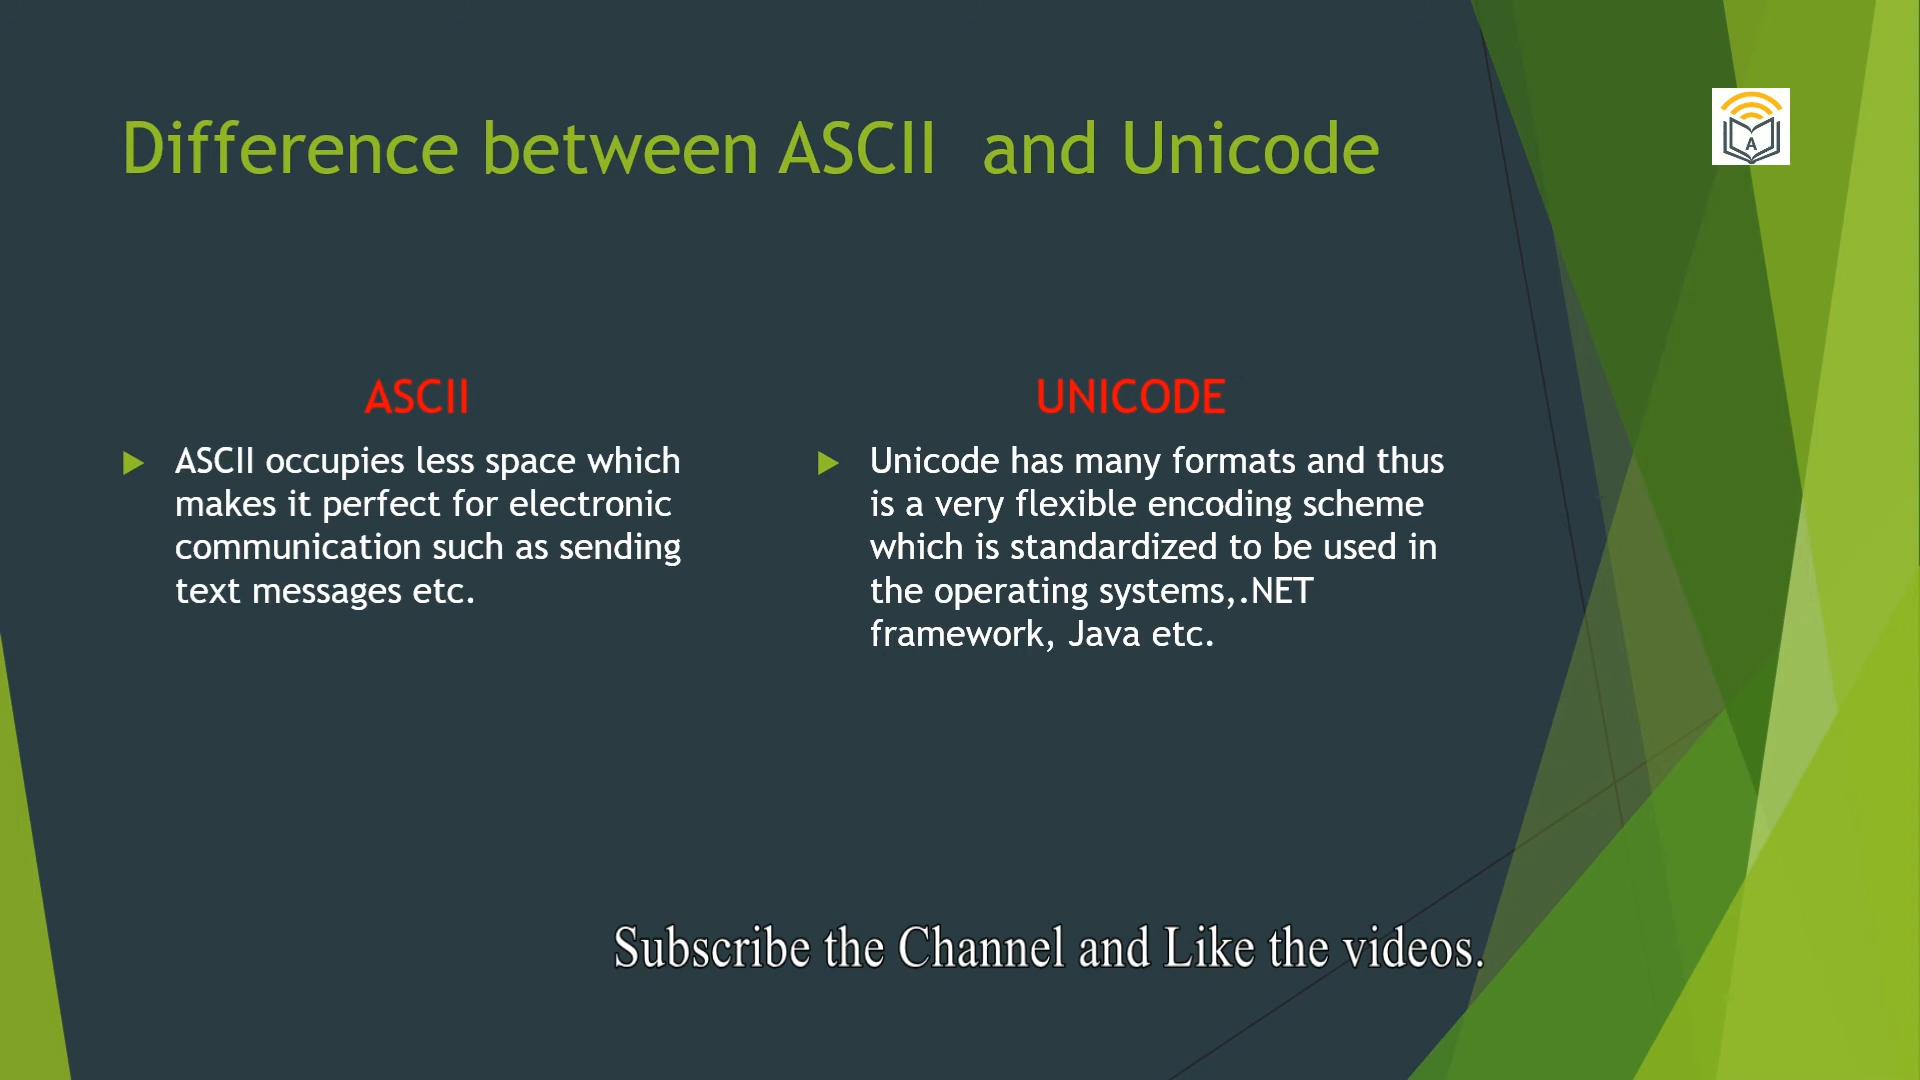 Difference between ASCII  and Unicode
A
ASCII
ASCII occupies less space which
makes it perfect for electronic
communication such as sending
text messages etc.
UNICODE
Unicode has many formats and thus
is a very flexible encoding scheme
which is standardized to be used in
the operating systems,.NET
framework, Java etc.
Subscribe the Channel and Like the videos.